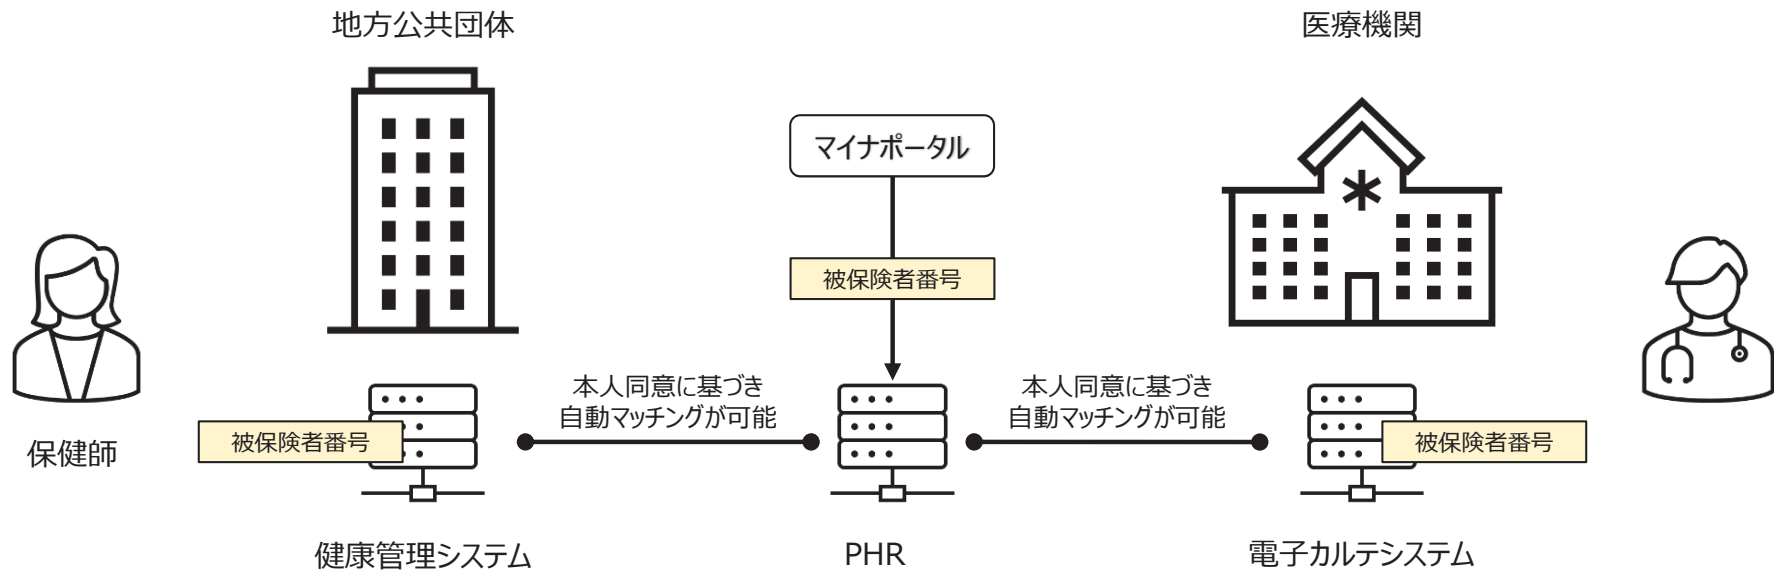 地方公共団体
医療機関
マイナポータル
被保険者番号
本人同意に基づき
自動マッチングが可能
本人同意に基づき
自動マッチングが可能
保健師
被保険者番号
被保険者番号
健康管理システム
PHR
電子カルテシステム